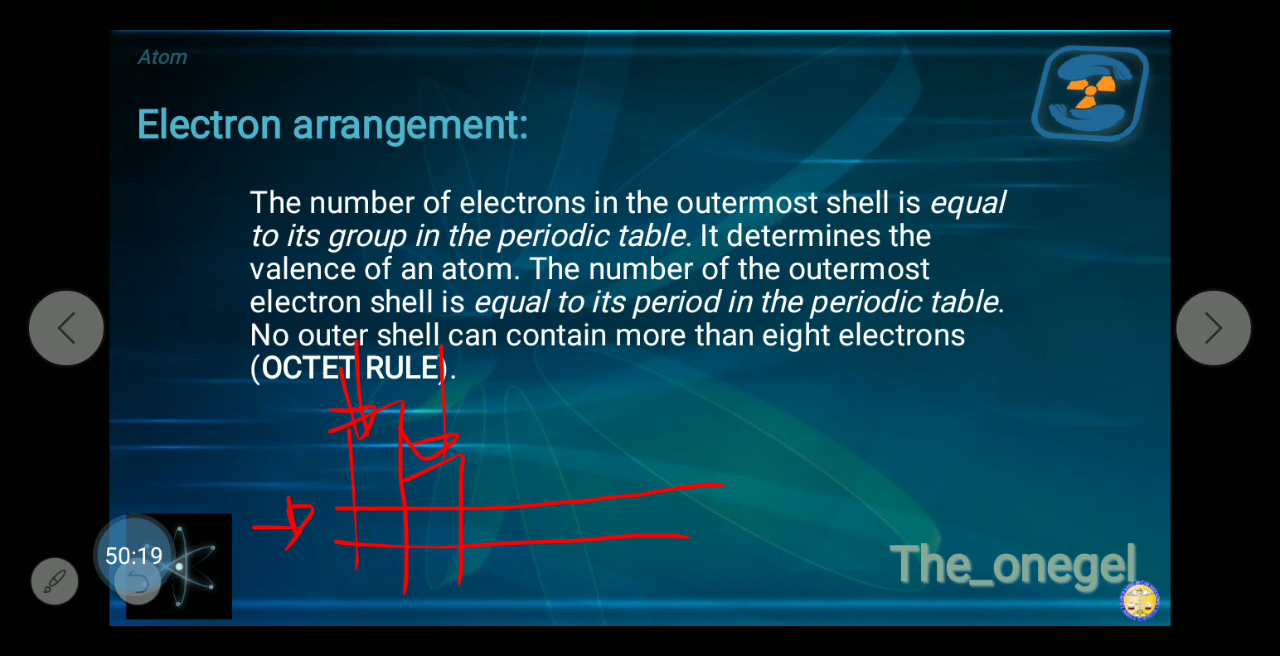 Atom
Electron arrangement:
The number of electrons in the outermost shell is equal
to its group in the periodic table. It determines the
valence of an atom. The number of the outermost
electron shell is equal to its period in the periodic table.
No outer shell can contain more than eight electrons
(OCTET RULE).
50:19
The_onegel